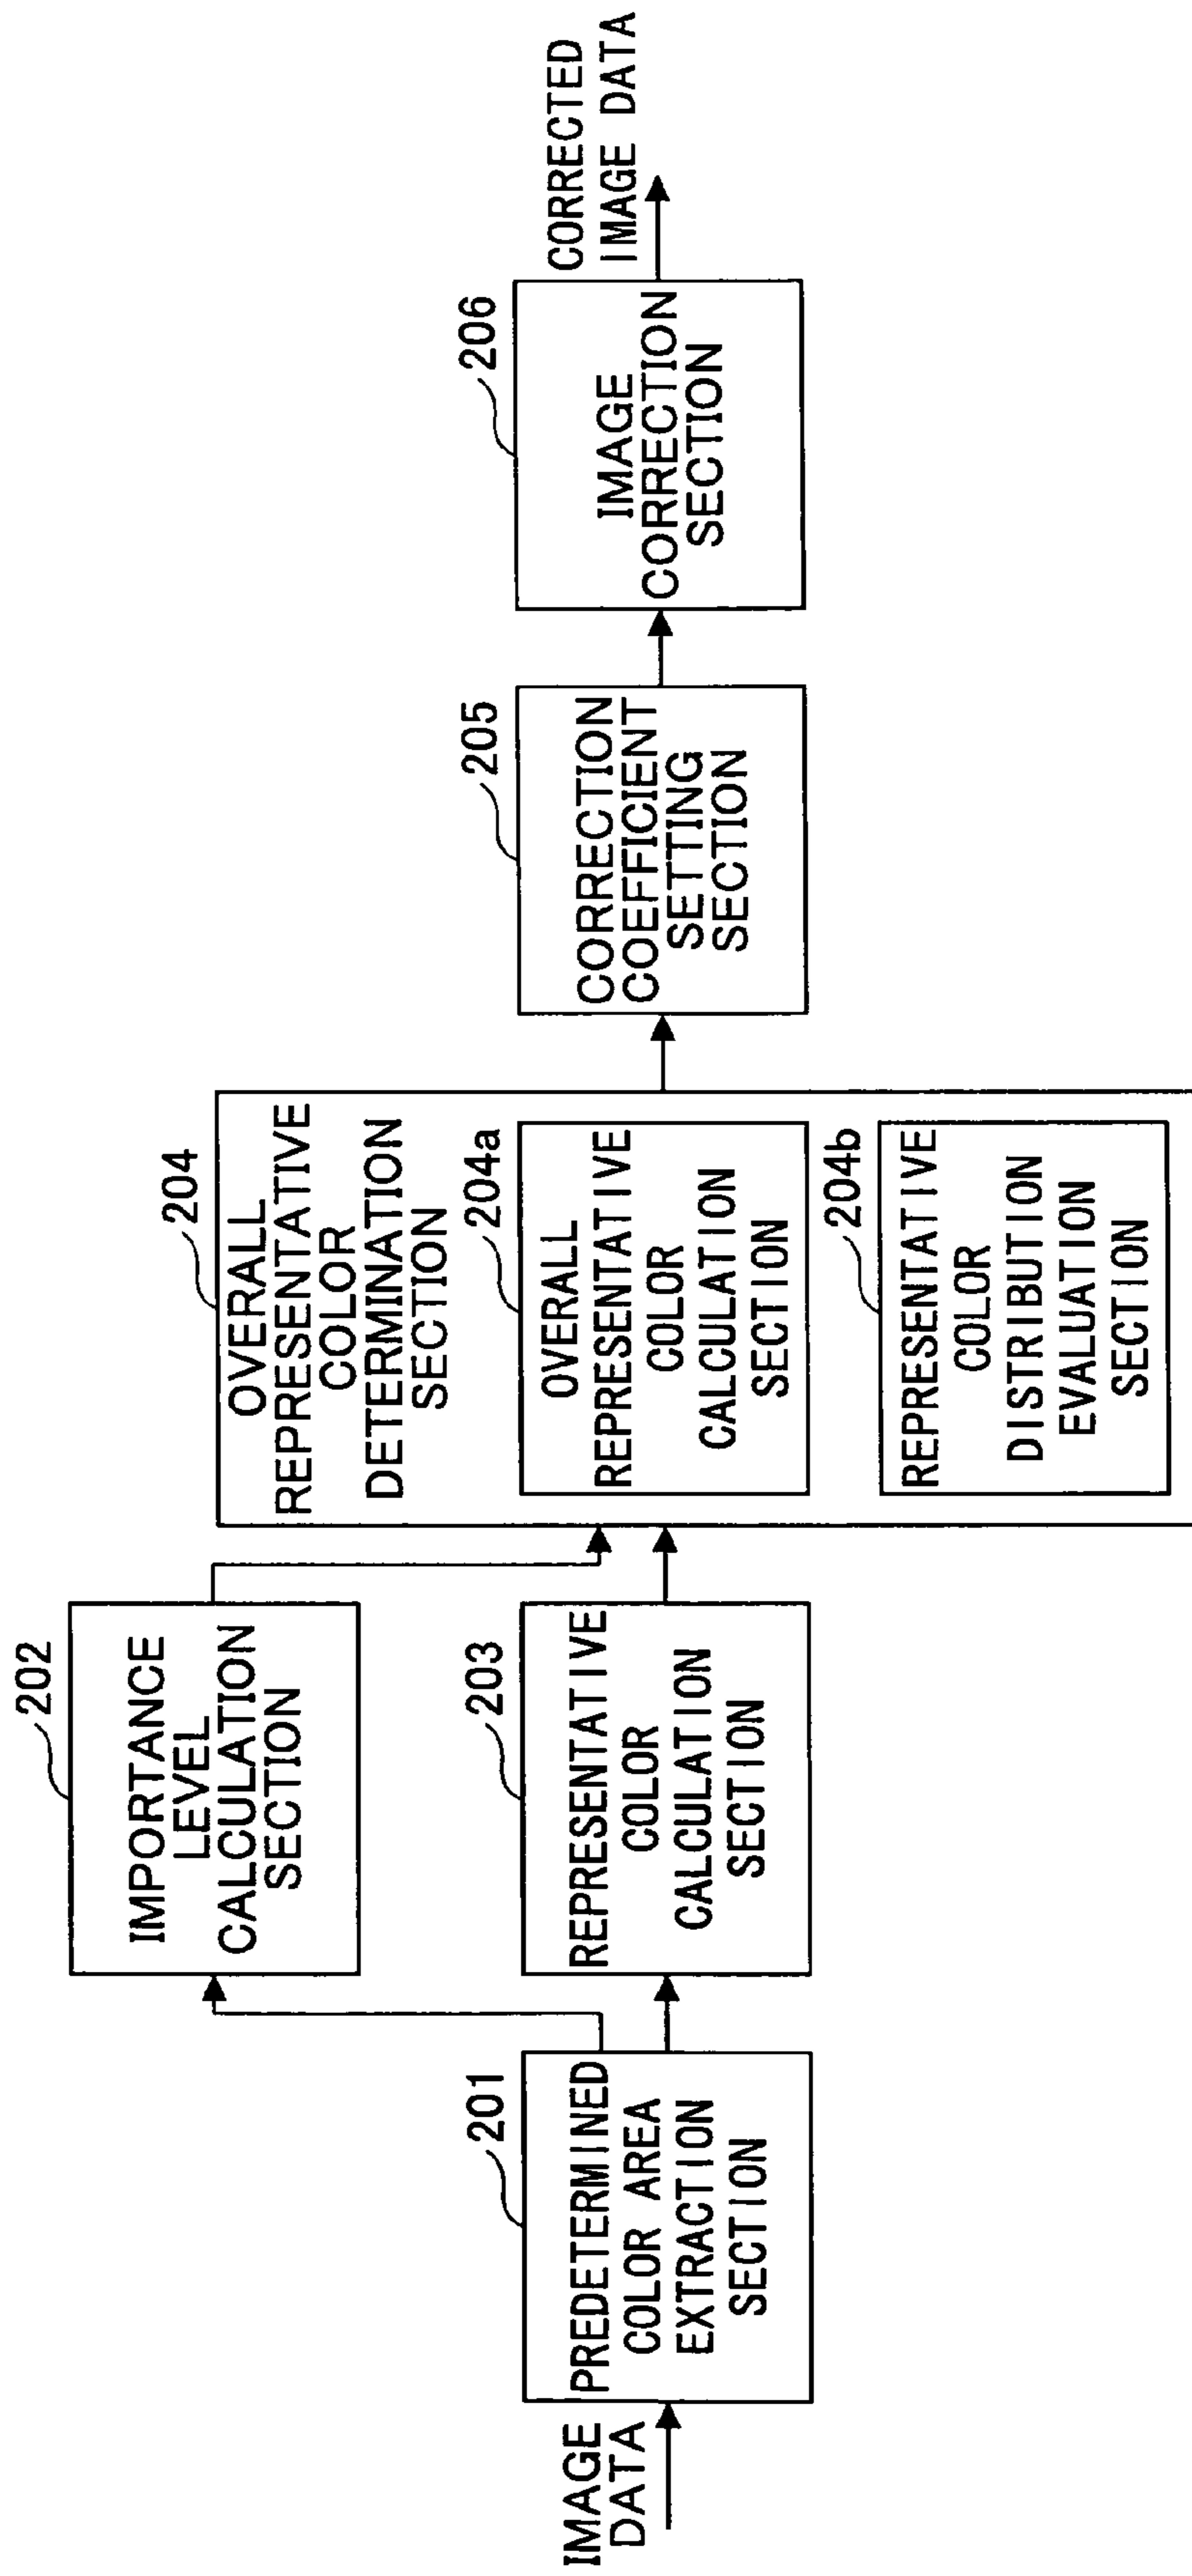 IMAGE
DATA
201
PREDETERMINED
COLOR AREA
EXTRACTION
SECTION
202
IMPORTANCE
LEVEL
CALCULATION
SECTION
203
REPRESENTATIVE
COLOR
CALCULATION
SECTION
204
OVERALL
REPRESENTATIVE
COLOR
DETERMINATION
SECTION
204a
OVERALL
REPRESENTATIVE
COLOR
CALCULATION
SECTION
204b
REPRESENTATIVE
COLOR
DISTRIBUTION
EVALUATION
SECTION
205
CORRECTION
COEFFICIENT
SETTING
SECTION
206
IMAGE
CORRECTION
SECTION
CORRECTED
IMAGE DATA